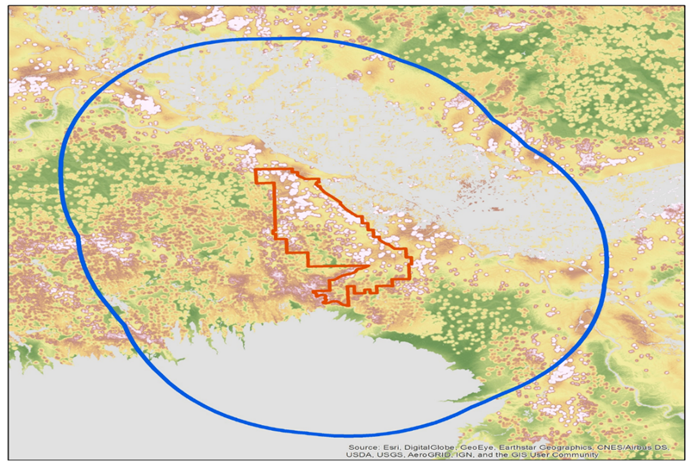 Source: Esri, DigitalGlobe, GeoEye, Earthstar Geographics, CNES/Airbus DS,
USDA, USGS, AeroGRID, IGN, and the GIS User Community